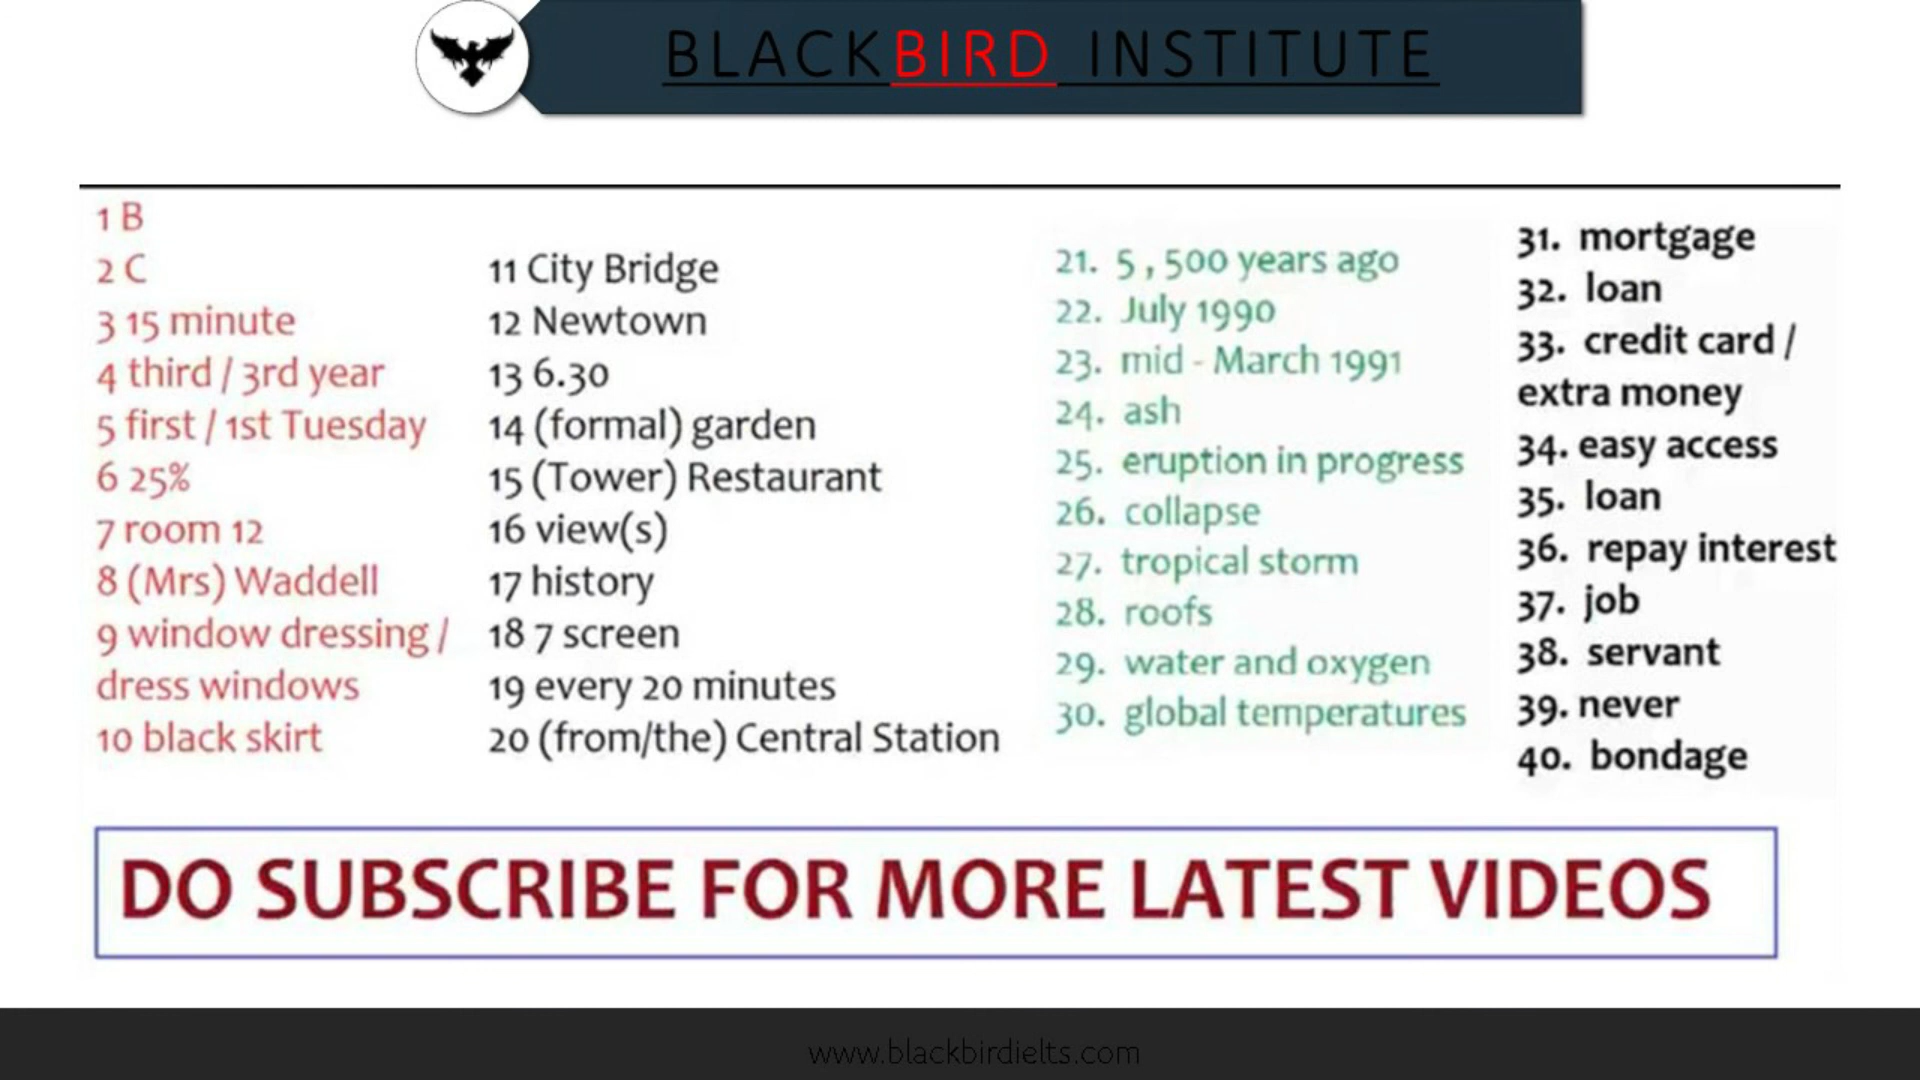 BLACKBIRD INSTITUTE
1 B
2 C
3 15 minute
4 third / 3rd year
5 first / 1st Tuesday
6 25%
7 room 12
8 (Mrs) Waddell
9 window dressing /
dress windows
10 black skirt
11 City Bridge
12 Newtown
13 6.30
14 (formal) garden
15 (Tower) Restaurant
16 view(s)
17 history
18 7 screen
19 every 20 minutes
20 (from/the) Central Station
21. 5 , 500 years ago
22. July 1990
23. mid - March 1991
24. ash
25. eruption in progress
26. collapse
27. tropical storm
28. roofs
29. water and oxygen
30. global temperatures
31. mortgage
32. loan
33. credit card /
extra money
34. easy access
35. loan
36. repay interest
37. job
38. servant
39. never
40. bondage
DO SUBSCRIBE FOR MORE LATEST VIDEOS
www.blackbirdielts.com